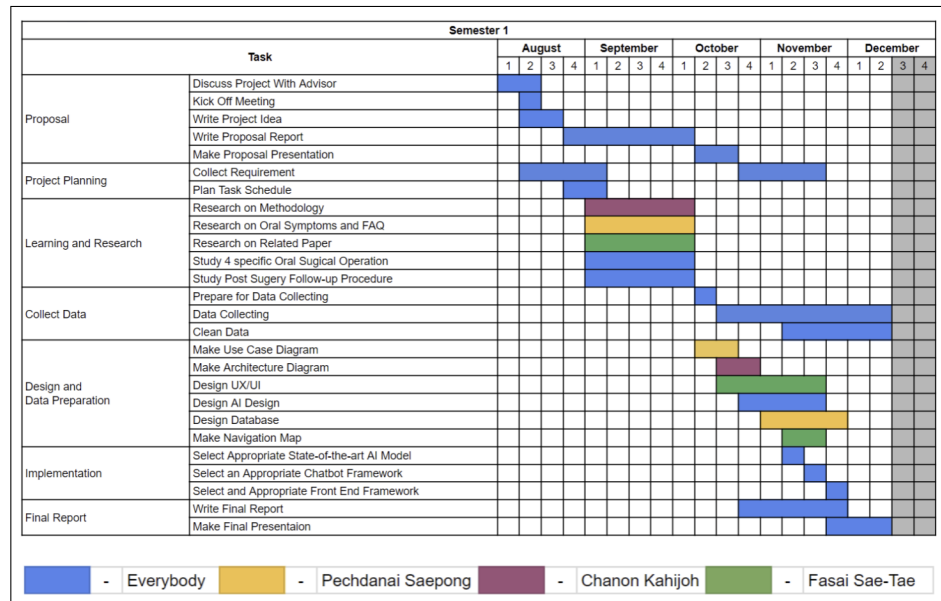 Semester 1
Task August September October November December
1 2 3 4 1 2 3 4 1 2 3 4 1 2 3 4 1 2 3 4
Proposal
Discuss Project With Advisor
Kick Off Meeting
Write Project Idea
Write Proposal Report
Make Proposal Presentation
Project Planning
Collect Requirement
Plan Task Schedule
Learning and Research
Research on Methodology
Research on Oral Symptoms and FAQ
Research on Related Paper
Study 4 specific Oral Sugical Operation
Study Post Sugery Follow-up Procedure
Collect Data
Prepare for Data Collecting
Data Collecting
Clean Data
Design and
Data Preparation
Make Use Case Diagram
Make Architecture Diagram
Design UX/UI
Design AI Design
Design Database
Make Navigation Map
Implementation
Select Appropriate State-of-the-art AI Model
Select an Appropriate Chatbot Framework
Select and Appropriate Front End Framework
Final Report
Write Final Report
Make Final Presentaion
- Everybody - Pechdanai Saepong - Chanon Kahijoh - Fasai Sae-Tae